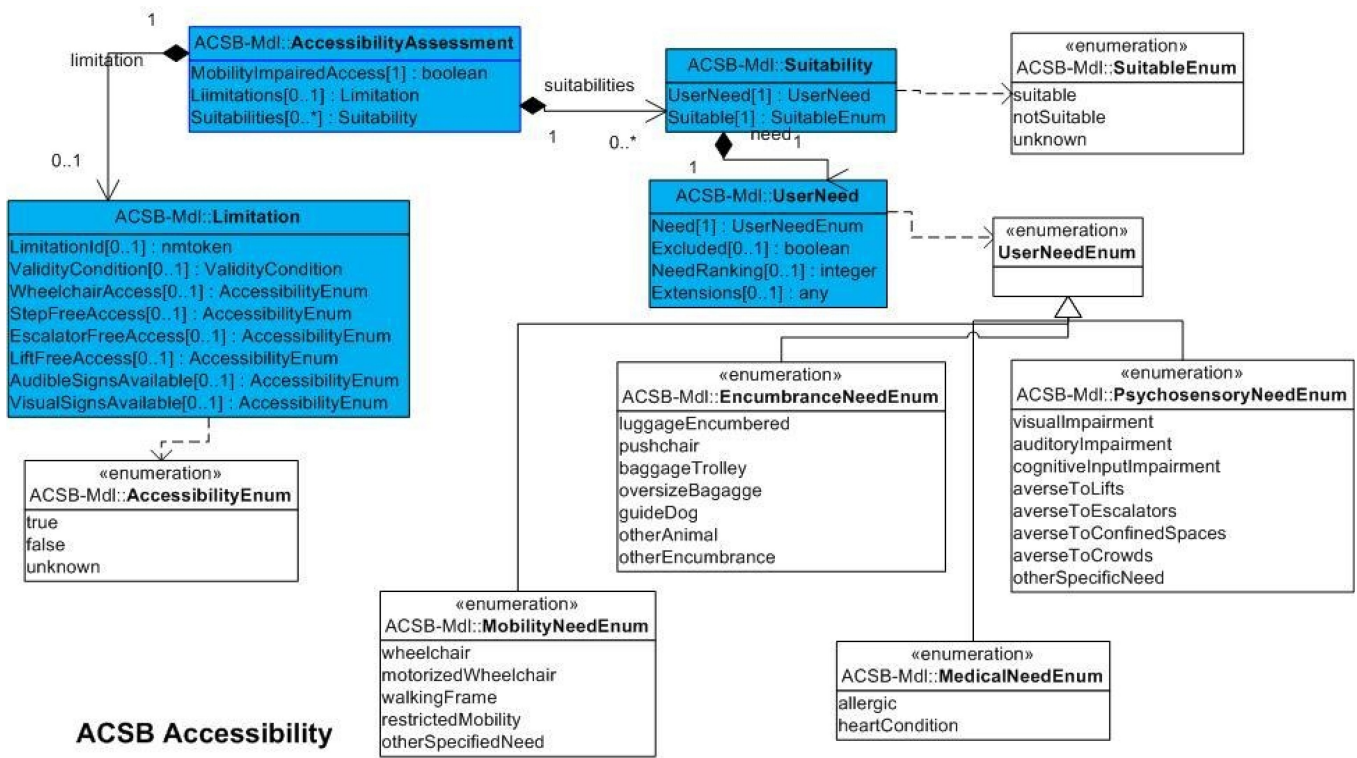 1
limitation
ACSB-Mdl::AccessibilityAssessment
MobilityImpairedAccess[1] : boolean
Liimitations[0..1] : Limitation
Suitabilities[0..*] : Suitability
suitabilities
1
0..*
ACSB-Mdl::Suitability
UserNeed[1] : UserNeed
Suitable[1] : SuitableEnum
need
1
1
«enumeration»
ACSB-Mdl::SuitableEnum
suitable
notSuitable
unknown
0..1
ACSB-Mdl::Limitation
LimitationId[0..1] : nmtoken
ValidityCondition[0..1] : ValidityCondition
WheelchairAccess[0..1] : AccessibilityEnum
StepFreeAccess[0..1] : AccessibilityEnum
EscalatorFreeAccess[0..1] : AccessibilityEnum
LiftFreeAccess[0..1] : AccessibilityEnum
AudibleSignsAvailable[0..1] : AccessibilityEnum
VisualSignsAvailable[0..1] : AccessibilityEnum
ACSB-Mdl::UserNeed
Need[1] : UserNeedEnum
Excluded[0..1] : boolean
NeedRanking[0..1] : integer
Extensions[0..1] : any
«enumeration»
UserNeedEnum
«enumeration»
ACSB-Mdl::AccessibilityEnum
true
false
unknown
«enumeration»
ACSB-Mdl::EncumbranceNeedEnum
luggageEncumbered
pushchair
baggageTrolley
oversizeBagagge
guideDog
otherAnimal
otherEncumbrance
«enumeration»
ACSB-Mdl::PsychosensoryNeedEnum
visualImpairment
auditoryImpairment
cognitiveInputImpairment
averseToLifts
averseToEscalators
averseToConfinedSpaces
averseToCrowds
otherSpecificNeed
«enumeration»
ACSB-Mdl::MobilityNeedEnum
wheelchair
motorizedWheelchair
walkingFrame
restrictedMobility
otherSpecifiedNeed
«enumeration»
ACSB-Mdl::MedicalNeedEnum
allergic
heartCondition
ACSB Accessibility